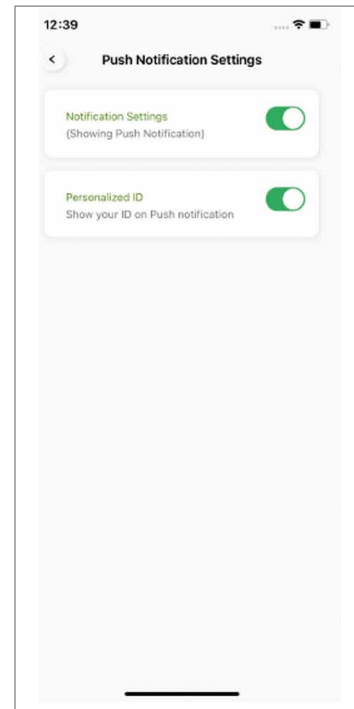 12:39
Push Notification Settings
Notification Settings
(Showing Push Notification)
Personalized ID
Show your ID on Push notification